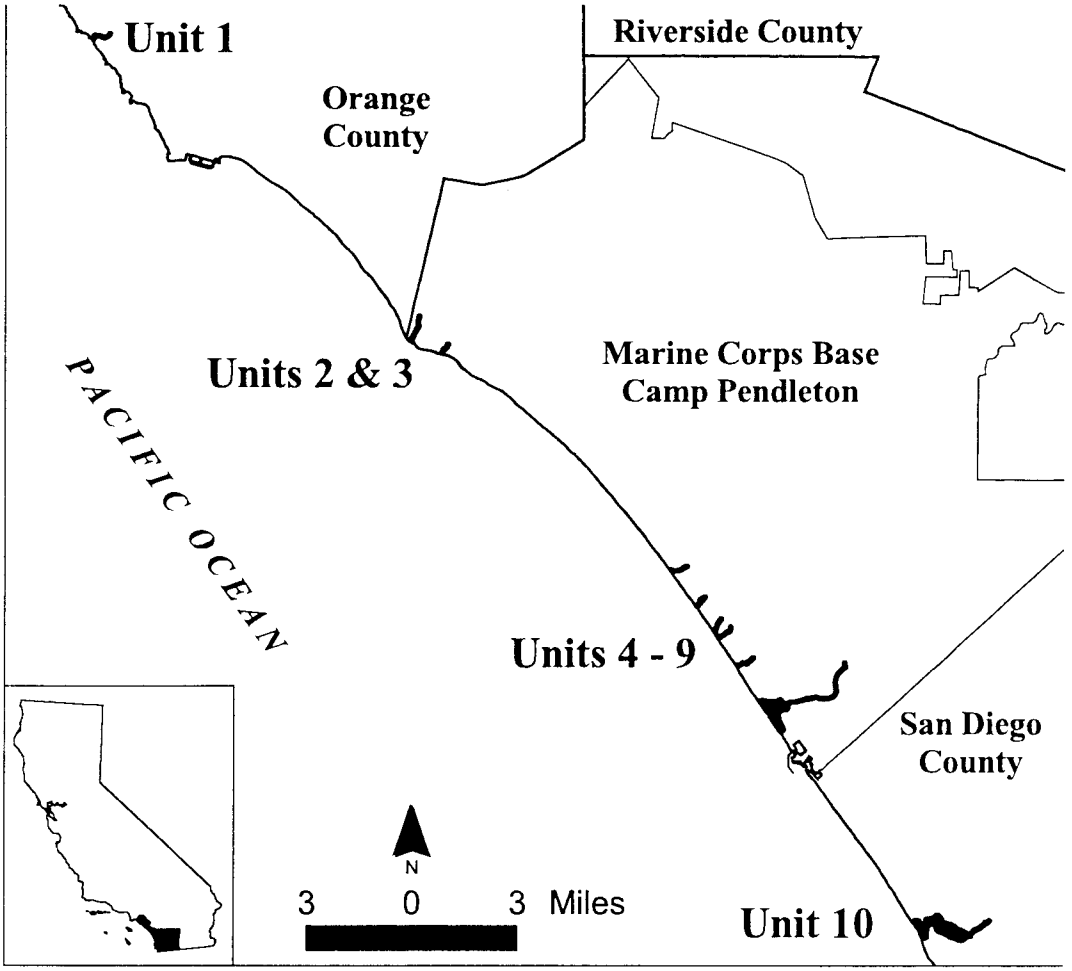 Unit 1
Riverside County
Orange
County
Units 2 & 3
Marine Corps Base
Camp Pendleton
PACIFIC OCEAN
Units 4 - 9
San Diego
County
N
3 0 3 Miles
Unit 10